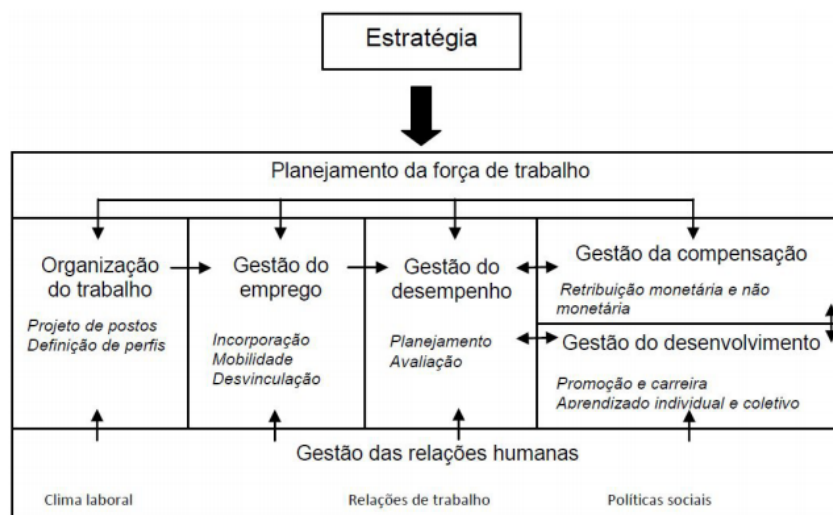 Estratégia
Planejamento da força de trabalho
Organização
do trabalho
Projeto de postos
Definição de perfis
Gestão do
emprego
Incorporação
Mobilidade
Desvinculação
Gestão do
desempenho
Planejamento
Avaliação
Gestão da compensação
Retribuição monetária e não
monetária
Gestão do desenvolvimento
Promoção e carreira
Aprendizado individual e coletivo
Gestão das relações humanas
Clima laboral
Relações de trabalho
Políticas sociais